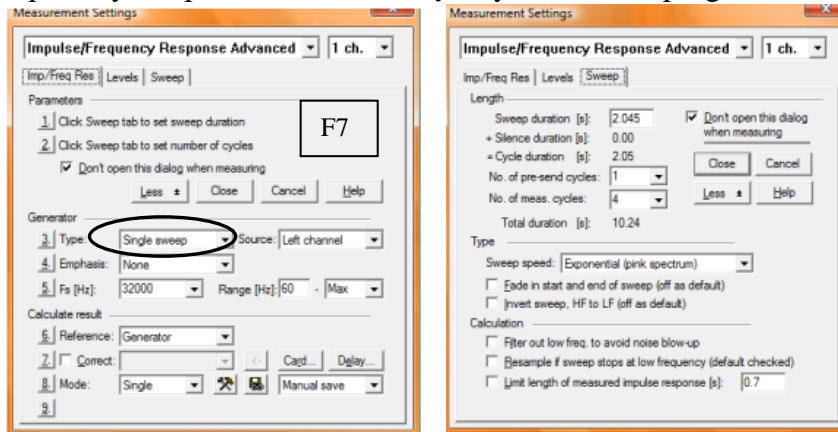 Measurement Settings
Impulse/Frequency Response Advanced 1 ch.
Imp/Freq Res Levels Sweep
Parameters
1. Click Sweep tab to set sweep duration
2. Click Sweep tab to set number of cycles
F7
Don't open this dialog when measuring
Less ± Close Cancel Help
Generator
3. Type: Single sweep Source: Left channel
4. Emphasis: None
5. Fs [Hz]: 32000 Range [Hz]: 60 - Max
Calculate result
6. Reference: Generator
7. Correct: <- Card... Delay...
8. Mode: Single Manual save
9.
Measurement Settings
Impulse/Frequency Response Advanced 1 ch.
Imp/Freq Res Levels Sweep
Length
Sweep duration [s]: 2.045
+ Silence duration [s]: 0.00
= Cycle duration [s]: 2.05
No. of pre-send cycles: 1
No. of meas. cycles: 4
Total duration [s]: 10.24
Don't open this dialog
when measuring
Close Cancel
Less ± Help
Type
Sweep speed: Exponential (pink spectrum)
Fade in start and end of sweep (off as default)
Invert sweep, HF to LF (off as default)
Calculation
Filter out low freq. to avoid noise blow-up
Resample if sweep stops at low frequency (default checked)
Limit length of measured impulse response [s]: 0.7